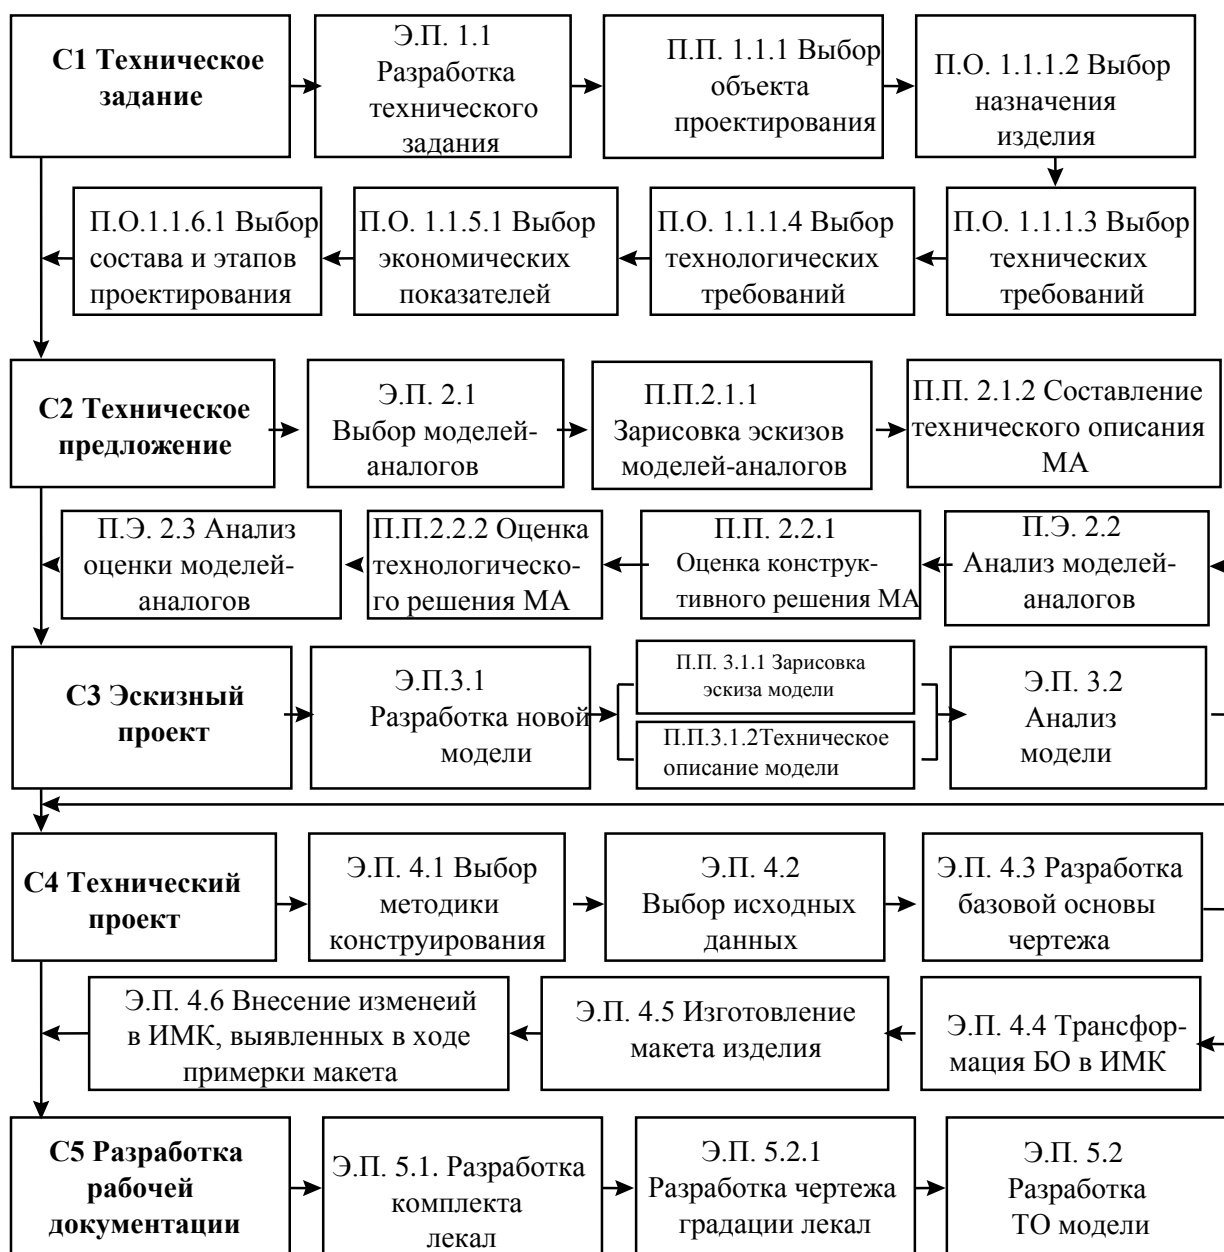 С1 Техническое
задание
Э.П. 1.1
Разработка
технического
задания
П.П. 1.1.1 Выбор
объекта
проектирования
П.О. 1.1.1.2 Выбор
назначения
изделия
П.О.1.1.6.1 Выбор
состава и этапов
проектирования
П.О. 1.1.5.1 Выбор
экономических
показателей
П.О. 1.1.1.4 Выбор
технологических
требований
П.О. 1.1.1.3 Выбор
технических
требований
С2 Техническое
предложение
Э.П. 2.1
Выбор моделей-
аналогов
П.П.2.1.1
Зарисовка эскизов
моделей-аналогов
П.П. 2.1.2 Составление
технического описания
МА
П.Э. 2.3 Анализ
оценки моделей-
аналогов
П.П.2.2.2 Оценка
технологическо-
го решения МА
П.П. 2.2.1
Оценка конструк-
тивного решения МА
П.Э. 2.2
Анализ моделей-
аналогов
С3 Эскизный
проект
Э.П.3.1
Разработка новой
модели
П.П. 3.1.1 Зарисовка
эскиза модели
П.П.3.1.2Техническое
описание модели
Э.П. 3.2
Анализ
модели
С4 Технический
проект
Э.П. 4.1 Выбор
методики
конструирования
Э.П. 4.2
Выбор исходных
данных
Э.П. 4.3 Разработка
базовой основы
чертежа
Э.П. 4.6 Внесение изменеий
в ИМК, выявленных в ходе
примерки макета
Э.П. 4.5 Изготовление
макета изделия
Э.П. 4.4 Трансфор-
мация БО в ИМК
С5 Разработка
рабочей
документации
Э.П. 5.1. Разработка
комплекта
лекал
Э.П. 5.2.1
Разработка чертежа
градации лекал
Э.П. 5.2
Разработка
ТО модели